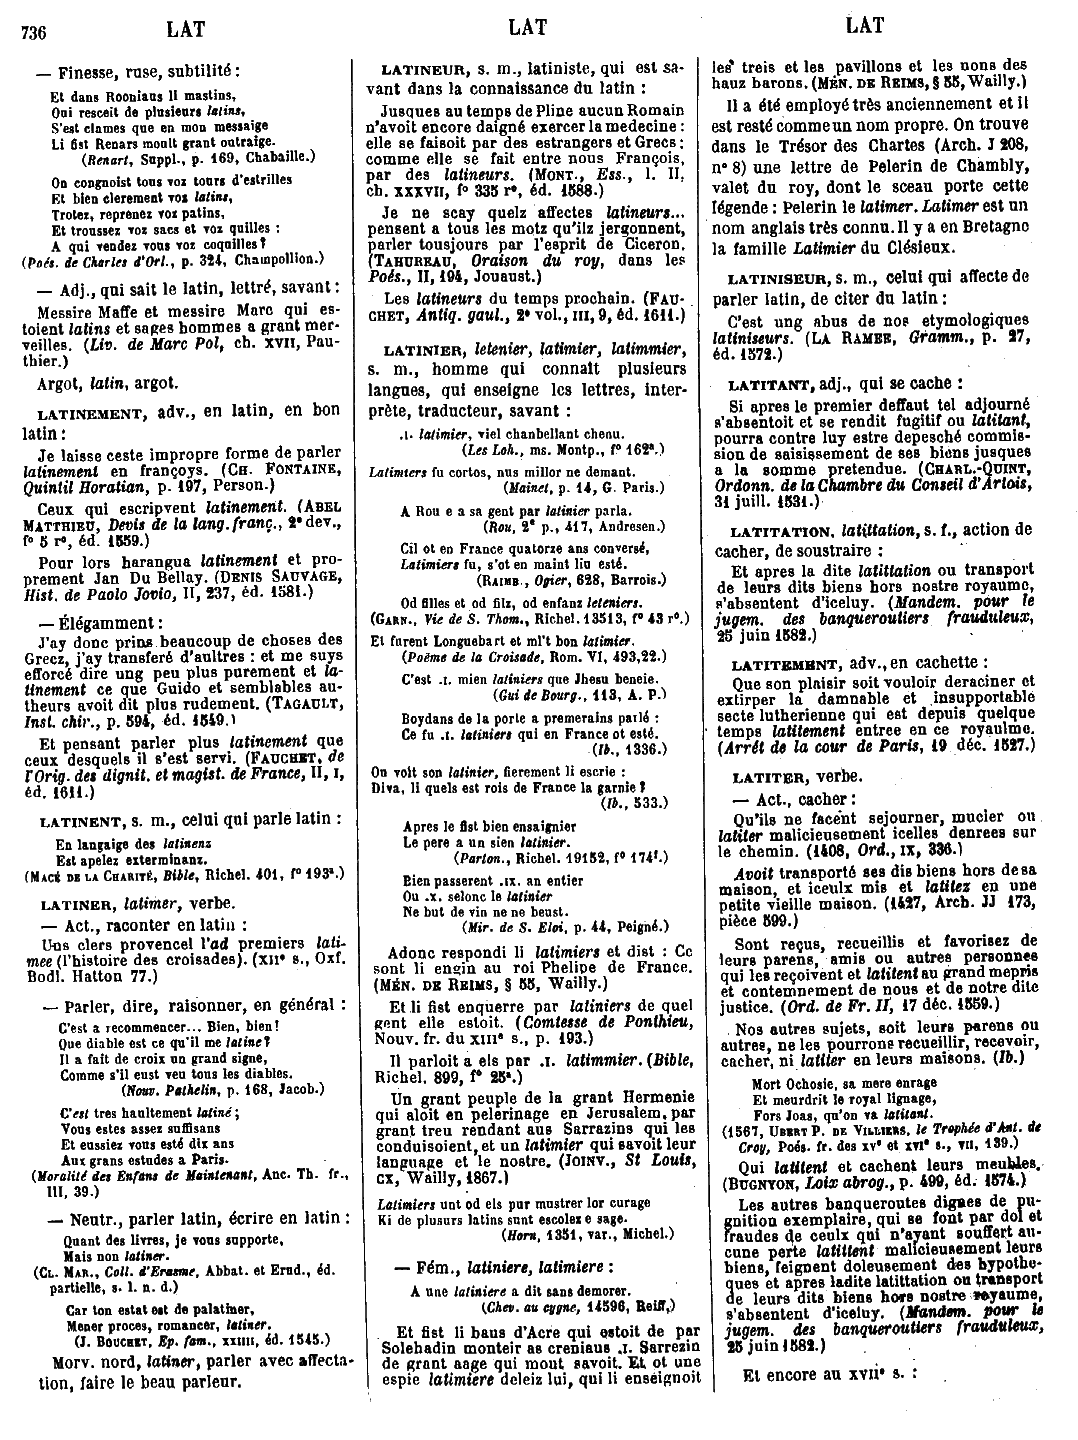 736 LAT LAT LAT
— Finesse, ruse, subtilité :
Et dans Rooniaus li mastins,
Qui resceit de plusieurs latins,
S'est clames que en mon messaige
Li fist Renars moult grant outraige.
(Renart, Suppl., p. 169, Chabaille.)
On congnoist tous voz tours d'estrilles
Et bien clerement voz latins,
Trotez, reprenez voz patins,
Et troussez voz sacs et voz quilles :
A qui vendez vous voz coquilles ?
(Poés. de Charles d'Orl., p. 324, Champollion.)
— Adj., qui sait le latin, lettré, savant :
Messire Maffe et messire Marc qui es-
toient latins et sages hommes a grant mer-
veilles. (Liv. de Marc Pol, ch. XVII, Pau-
thier.)
Argot, latin, argot.
LATINEMENT, adv., en latin, en bon
latin :
Je laisse ceste impropre forme de parler
latinement en françoys. (CH. FONTAINE,
Quintil Horatian, p. 197, Person.)
Ceux qui escripvent latinement. (ABEL
MATTHIEU, Devis de la lang. franç., 2e dev.,
fo 5 ro, éd. 1559.)
Pour lors harangua latinement et pro-
prement Jan Du Bellay. (DENIS SAUVAGE,
Hist. de Paolo Jovio, II, 237, éd. 1581.)
— Élégamment :
J'ay donc prins beaucoup de choses des
Grecz, j'ay transferé d'aultres : et me suys
efforcé dire ung peu plus purement et la-
tinement ce que Guido et semblables au-
theurs avoit dit plus rudement. (TAGAULT,
Inst. chir., p. 594, éd. 1549.)
Et pensant parler plus latinement que
ceux desquels il s'est servi. (FAUCHET, de
l'Orig. des dignit. et magist. de France, II, I,
éd. 1611.)
LATINENT, s. m., celui qui parle latin :
En langaige des latinenz
Est apelez exterminanz.
(MACÉ DE LA CHARITÉ, Bible, Richel. 401, fo 193a.)
LATINER, latimer, verbe.
— Act., raconter en latin :
Uns clers provencel l'ad premiers lati-
mee (l'histoire des croisades). (XIIe s., Oxf.
Bodl. Hatton 77.)
— Parler, dire, raisonner, en général :
C'est a recommencer... Bien, bien !
Que diable est ce qu'il me latine ?
Il a fait de croix un grand signe,
Comme s'il eust veu tous les diables.
(Nouv. Pathelin, p. 168, Jacob.)
C'est tres haultement latiné ;
Vous estes assez suffisans
Et eussiez vous esté dix ans
Aux grans estudes a Paris.
(Moralité des Enfans de Maintenant, Anc. Th. fr.,
III, 39.)
— Neutr., parler latin, écrire en latin :
Quant des livres, je vous supporte,
Mais non latiner.
(CL. MAR., Coll. d'Erasme, Abbat. et Erud., éd.
partielle, s. l. n. d.)
Car ton estat est de palatiner,
Mener proces, romancer, latiner.
(J. BOUCHET, Ep. fam., XXIIII, éd. 1545.)
Morv. nord, latiner, parler avec affecta-
tion, faire le beau parleur.
LATINEUR, s. m., latiniste, qui est sa-
vant dans la connaissance du latin :
Jusques au temps de Pline aucun Romain
n'avoit encore daigné exercer la medecine :
elle se faisoit par des estrangers et Grecs :
comme elle se fait entre nous François,
par des latineurs. (MONT., Ess., l. II,
ch. XXXVII, fo 335 ro, éd. 1588.)
Je ne scay quelz affectes latineurs...
pensent a tous les motz qu'ilz jergonnent,
parler tousjours par l'esprit de Ciceron.
(TAHUREAU, Oraison du roy, dans les
Poés., II, 194, Jouaust.)
Les latineurs du temps prochain. (FAU-
CHET, Antiq. gaul., 2e vol., III, 9, éd. 1611.)
LATINIER, letenier, latimier, latimmier,
s. m., homme qui connaît plusieurs
langues, qui enseigne les lettres, inter-
prète, traducteur, savant :
.I. latimier, viel chanbellant chenu.
(Les Loh., ms. Montp., fo 162a.)
Latimiers fu cortos, nus millor ne demant.
(Mainet, p. 14, G. Paris.)
A Rou e a sa gent par latinier parla.
(Rou, 2e p., 417, Andresen.)
Cil ot en France quatorze ans conversé,
Latimiers fu, s'ot en maint liu esté.
(RAIMB., Ogier, 628, Barrois.)
Od filles et od filz, od enfanz leteniers.
(GARN., Vie de S. Thom., Richel. 13513, fo 43 ro.)
Et furent Longuebart et ml't bon latimier.
(Poëme de la Croisade, Rom. VI, 493,22.)
C'est .I. mien latiniers que Jhesu beneie.
(Gui de Bourg., 113, A. P.)
Boydans de la porte a premerains parlé :
Ce fu .I. latiniers qui en France ot esté.
(Ib., 1336.)
On voit son latinier, fierement li escrie :
Diva, li quels est rois de France la garnie ?
(Ib., 533.)
Apres le fist bien ensaignier
Le pere a un sien latinier.
(Parton., Richel. 19152, fo 174f.)
Bien passerent .IX. an entier
Ou .X. selonc le latinier
Ne but de vin ne ne beust.
(Mir. de S. Eloi, p. 44, Peigné.)
Adonc respondi li latimiers et dist : Ce
sont li engin au roi Phelipe de France.
(MÉN. DE REIMS, § 55, Wailly.)
Et li fist enquerre par latiniers de quel
gent elle estoit. (Comtesse de Ponthieu,
Nouv. fr. du XIIIe s., p. 193.)
Il parloit a els par .I. latimmier. (Bible,
Richel. 899, fo 25a.)
Un grant peuple de la grant Hermenie
qui aloit en pelerinage en Jerusalem, par
grant treu rendant aus Sarrazins qui les
conduisoient, et un latimier qui savoit leur
language et le nostre. (JOINV., St Louis,
CX, Wailly, 1867.)
Latimiers unt od els pur mustrer lor curage
Ki de plusurs latins sunt escolez e sage.
(Horn, 1351, var., Michel.)
— Fém., latiniere, latimiere :
A une latiniere a dit sans demorer.
(Chev. au cygne, 14596, Reiff,)
Et fist li baus d'Acre qui estoit de par
Solehadin monteir as creniaus .I. Sarrezin
de grant aage qui mout savoit. Et ot une
espie latimiere deleiz lui, qui li enseignoit
les treis et les pavillons et les nons des
hauz barons. (MÉN. DE REIMS, § 55, Wailly.)
Il a été employé très anciennement et il
est resté comme un nom propre. On trouve
dans le Trésor des Chartes (Arch. J 208,
no 8) une lettre de Pelerin de Chambly,
valet du roy, dont le sceau porte cette
légende : Pelerin le latimer. Latimer est un
nom anglais très connu. Il y a en Bretagne
la famille Latimier du Clésieux.
LATINISEUR, s. m., celui qui affecte de
parler latin, de citer du latin :
C'est ung abus de nos etymologiques
latiniseurs. (LA RAMEE, Gramm., p. 27,
éd. 1572.)
LATITANT, adj., qui se cache :
Si apres le premier deffaut tel adjourné
s'absentoit et se rendit fugitif ou latitant,
pourra contre luy estre depesché commis-
sion de saisissement de ses biens jusques
a la somme pretendue. (CHARL.-QUINT,
Ordonn. de la Chambre du Conseil d'Artois,
31 juill. 1531.)
LATITATION, latittation, s. f., action de
cacher, de soustraire :
Et apres la dite latittation ou transport
de leurs dits biens hors nostre royaume,
s'absentent d'iceluy. (Mandem. pour le
jugem. des banqueroutiers frauduleux,
25 juin 1582.)
LATITEMENT, adv., en cachette :
Que son plaisir soit vouloir deraciner et
extirper la damnable et insupportable
secte lutherienne qui est depuis quelque
temps latitement entree en ce royaulme.
(Arrêt de la cour de Paris, 19 déc. 1527.)
LATITER, verbe.
— Act., cacher :
Qu'ils ne facent sejourner, mucier ou
latiter malicieusement icelles denrees sur
le chemin. (1408, Ord., IX, 336.)
Avoit transporté ses dis biens hors de sa
maison, et iceulx mis et latitez en une
petite vieille maison. (1427, Arch. JJ 173,
pièce 599.)
Sont reçus, recueillis et favorisez de
leurs parens, amis ou autres personnes
qui les reçoivent et latitent au grand mepris
et contemnement de nous et de notre dite
justice. (Ord. de Fr. II, 17 déc. 1559.)
Nos autres sujets, soit leurs parens ou
autres, ne les pourrons recueillir, recevoir,
cacher, ni latiter en leurs maisons. (Ib.)
Mort Ochosie, sa mere enrage
Et meurdrit le royal lignage,
Fors Joas, qu'on va latitant.
(1567, UBERT P. DE VILLIERS, le Trophée d'Ant. de
Croy, Poés. fr. des XVe et XVIe s., VII, 139.)
Qui latitent et cachent leurs meubles.
(BUGNYON, Loix abrog., p. 499, éd. 1574.)
Les autres banqueroutes dignes de pu-
gnition exemplaire, qui se font par dol et
fraudes de ceulx qui n'ayant souffert au-
cune perte latittent malicieusement leurs
biens, feignent doleusement des hypothe-
ques et apres ladite latittation ou transport
de leurs dits biens hors nostre royaume,
s'absentent d'iceluy. (Mandem. pour le
jugem. des banqueroutiers frauduleux,
25 juin 1582.)
Et encore au XVIIe s. :